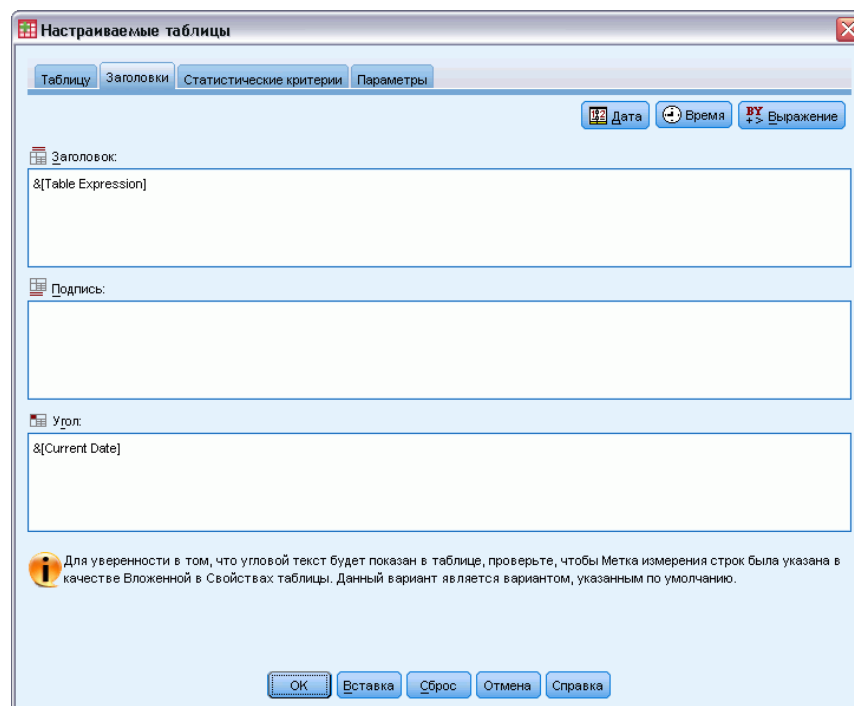 Настраиваемые таблицы
Таблицу Заголовки Статистические критерии Параметры
Дата Время BY +> Выражение
Заголовок:
&[Table Expression]
Подпись:
Угол:
&[Current Date]
Для уверенности в том, что угловой текст будет показан в таблице, проверьте, чтобы Метка измерения строк была указана в
качестве Вложенной в Свойствах таблицы. Данный вариант является вариантом, указанным по умолчанию.
OK Вставка Сброс Отмена Справка